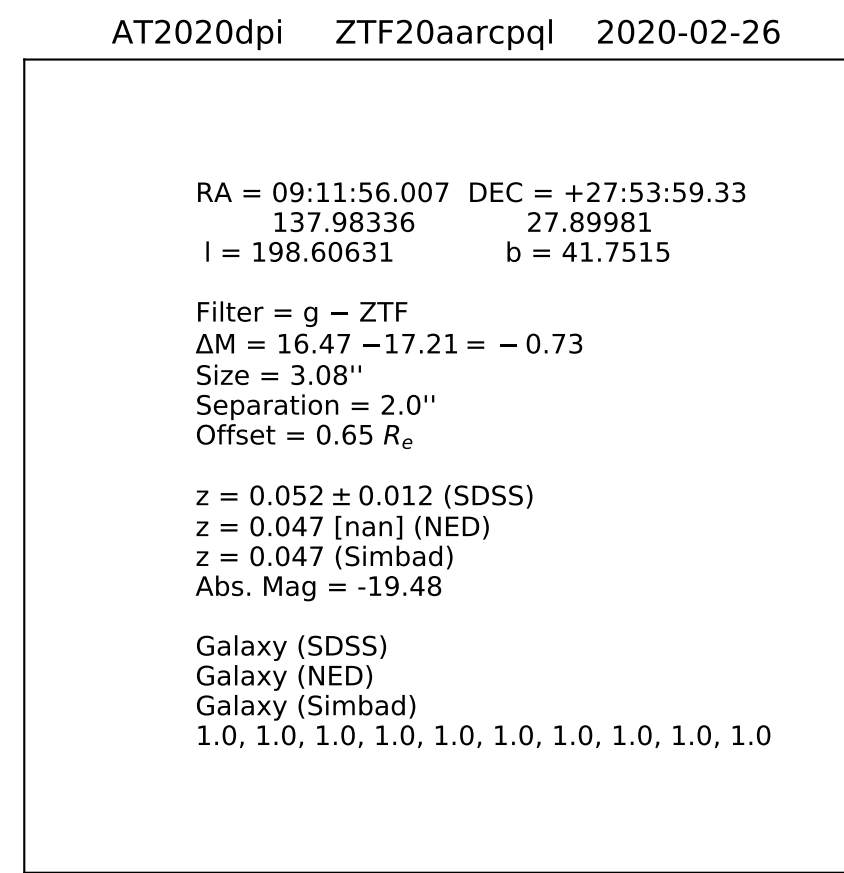 AT2020dpi ZTF20aarcpql 2020-02-26
RA = 09:11:56.007 DEC = +27:53:59.33
137.98336 27.89981
l = 198.60631 b = 41.7515
Filter = g − ZTF
ΔM = 16.47 −17.21 = − 0.73
Size = 3.08''
Separation = 2.0''
Offset = 0.65 Re
z = 0.052 ± 0.012 (SDSS)
z = 0.047 [nan] (NED)
z = 0.047 (Simbad)
Abs. Mag = -19.48
Galaxy (SDSS)
Galaxy (NED)
Galaxy (Simbad)
1.0, 1.0, 1.0, 1.0, 1.0, 1.0, 1.0, 1.0, 1.0, 1.0